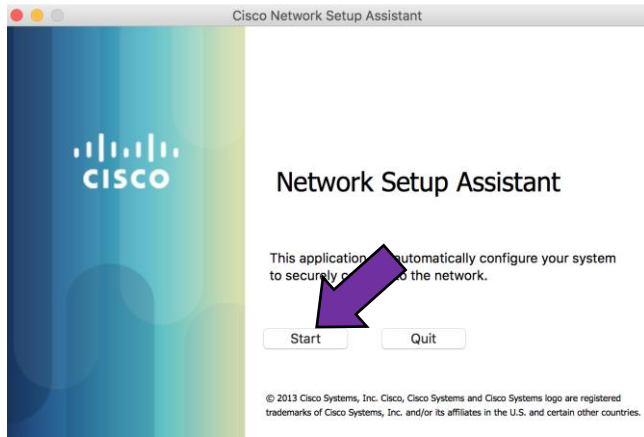 Cisco Network Setup Assistant
CISCO
Network Setup Assistant
This application automatically configure your system
to securely to the network.
Start Quit
© 2013 Cisco Systems, Inc. Cisco, Cisco Systems and Cisco Systems logo are registered
trademarks of Cisco Systems, Inc. and/or its affiliates in the U.S. and certain other countries.